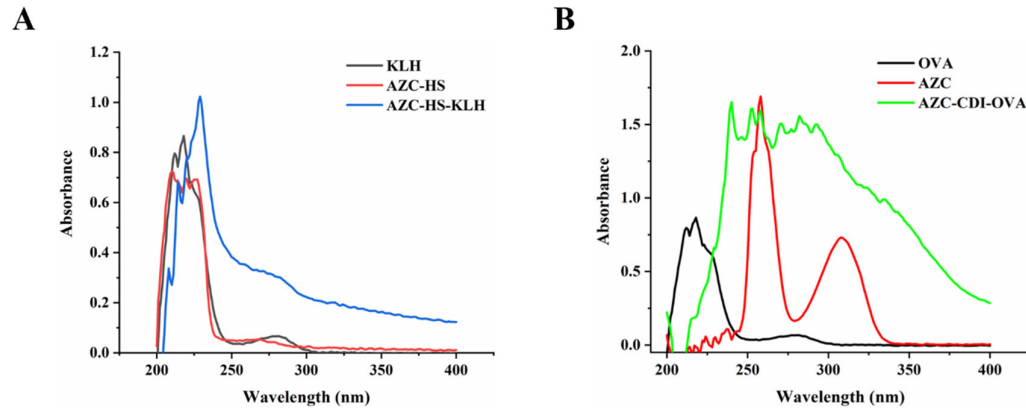 A
B
1.2
1.0
0.8
0.6
0.4
0.2
0.0
Absorbance
KLH
AZC-HS
AZC-HS-KLH
200 250 300 350 400
Wavelength (nm)
2.0
1.5
1.0
0.5
0.0
Absorbance
OVA
AZC
AZC-CDI-OVA
200 250 300 350 400
Wavelength (nm)